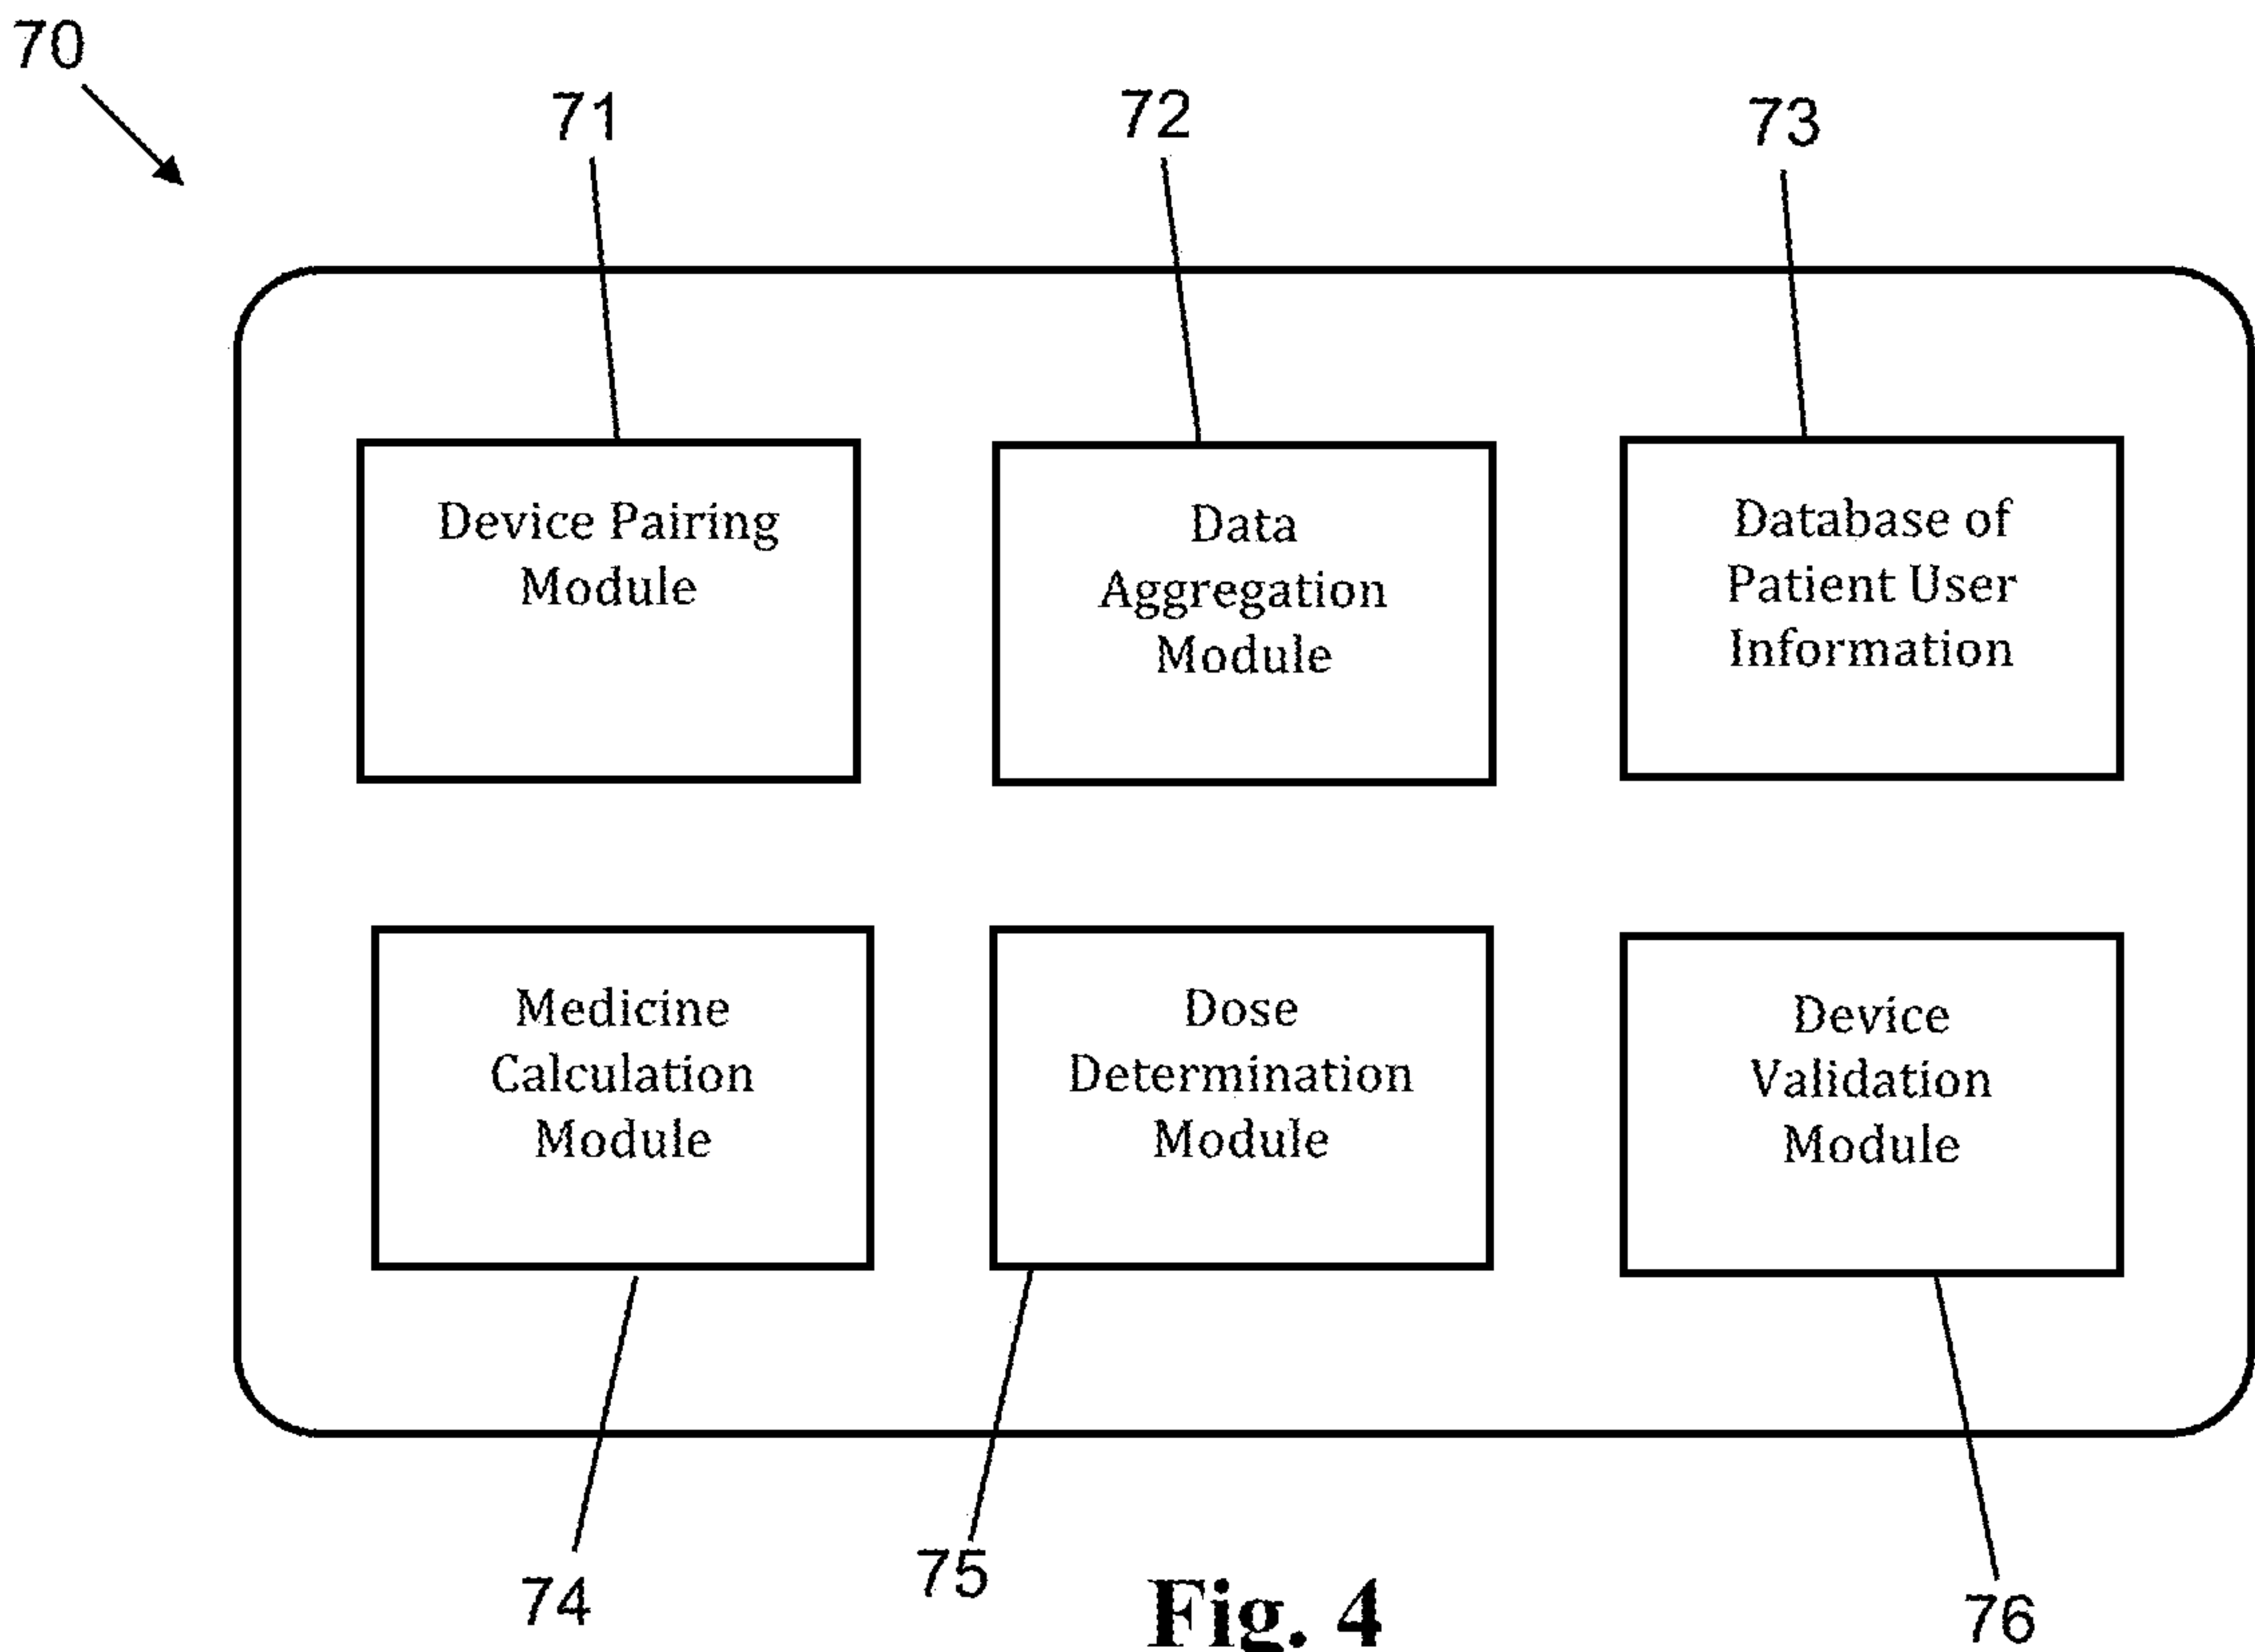 70
71
72
73
Device Pairing
Module
Data
Aggregation
Module
Database of
Patient User
Information
Medicine
Calculation
Module
Dose
Determination
Module
Device
Validation
Module
74
75
76
Fig. 4